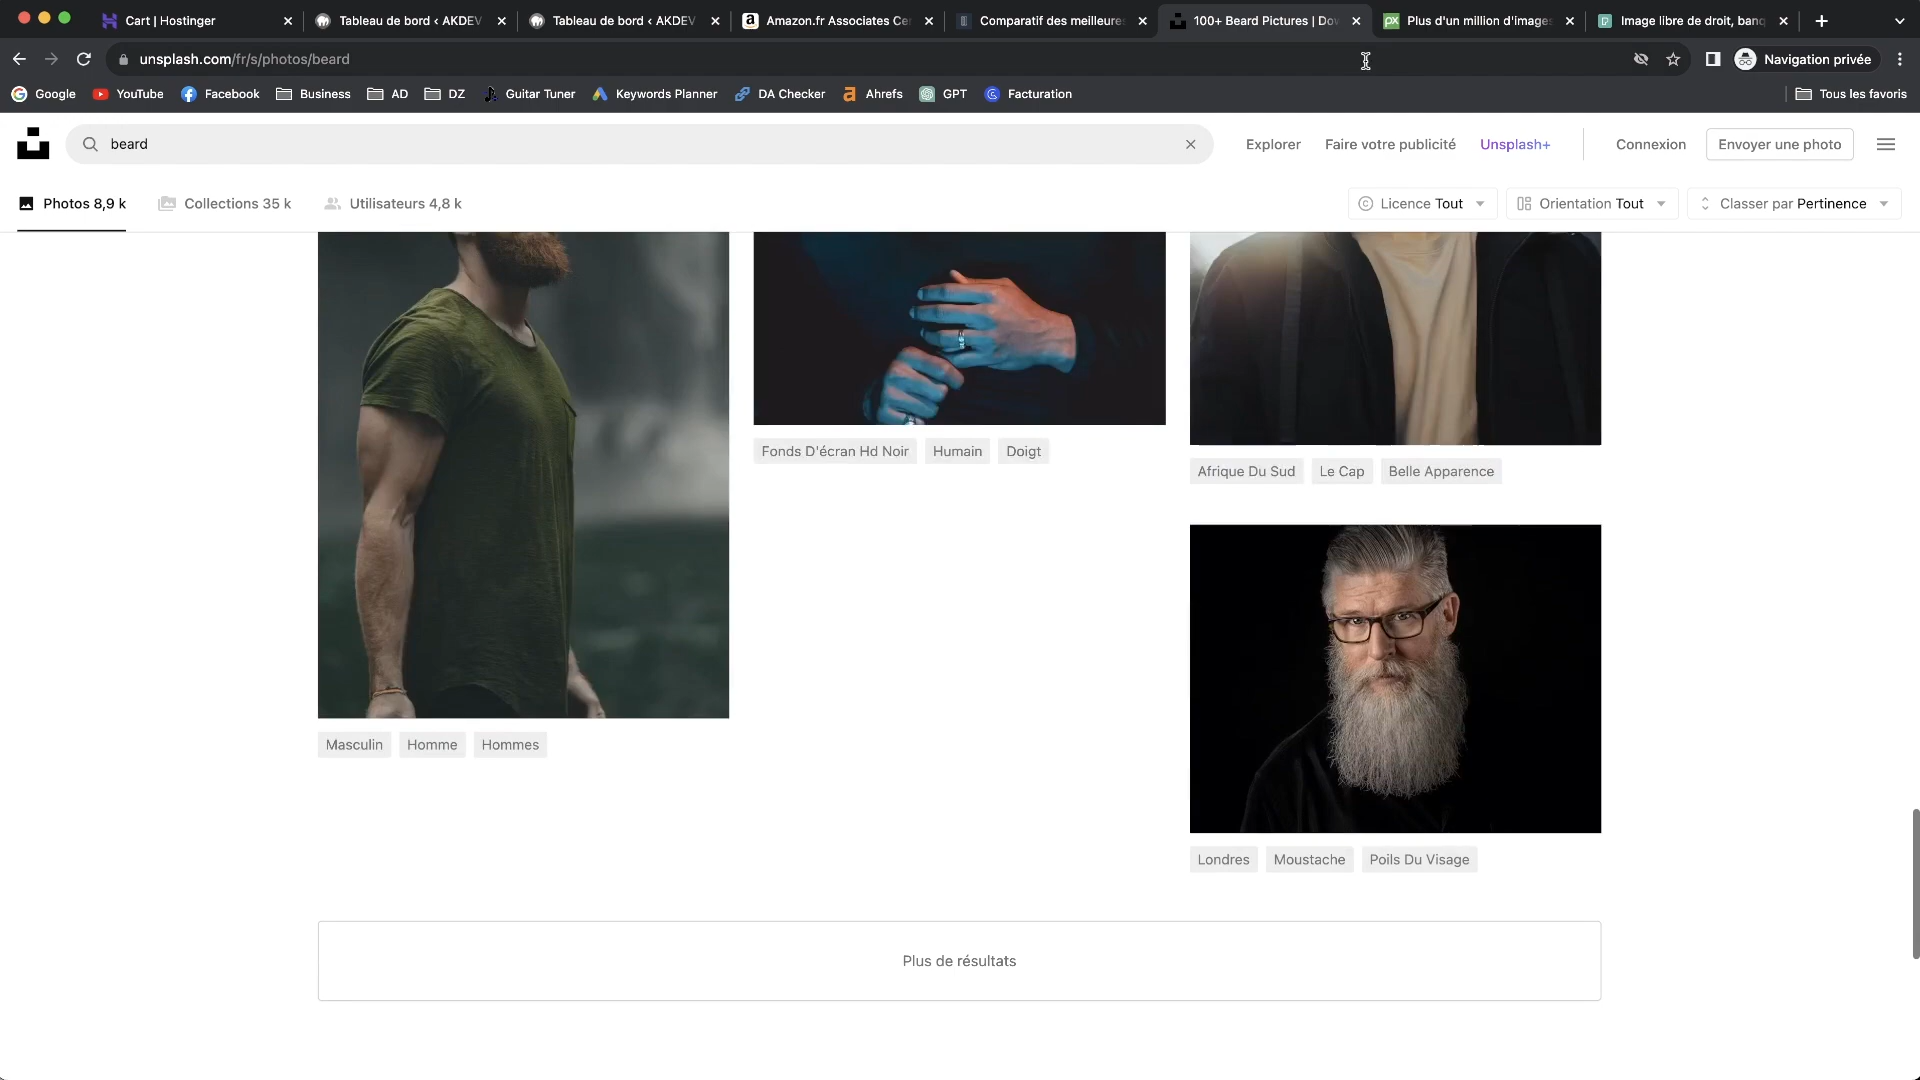 Cart | Hostinger
Tableau de bord ‹ AKDEV
Tableau de bord ‹ AKDEV
Amazon.fr Associates Ce
Comparatif des meilleure
100+ Beard Pictures | Dow
Plus d'un million d'images
Image libre de droit, banq
unsplash.com/fr/s/photos/beard
Navigation privée
Google
YouTube
Facebook
Business
AD
DZ
Guitar Tuner
Keywords Planner
DA Checker
Ahrefs
GPT
Facturation
Tous les favoris
beard
Explorer
Faire votre publicité
Unsplash+
Connexion
Envoyer une photo
Photos 8,9 k
Collections 35 k
Utilisateurs 4,8 k
Licence Tout
Orientation Tout
Classer par Pertinence
Fonds D'écran Hd Noir
Humain
Doigt
Afrique Du Sud
Le Cap
Belle Apparence
Masculin
Homme
Hommes
Londres
Moustache
Poils Du Visage
Plus de résultats